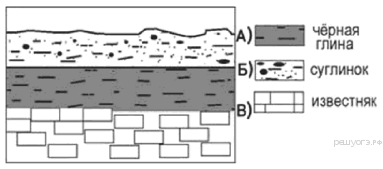 А) чёрная
глина
Б) суглинок
В) известняк
решуогэ.рф